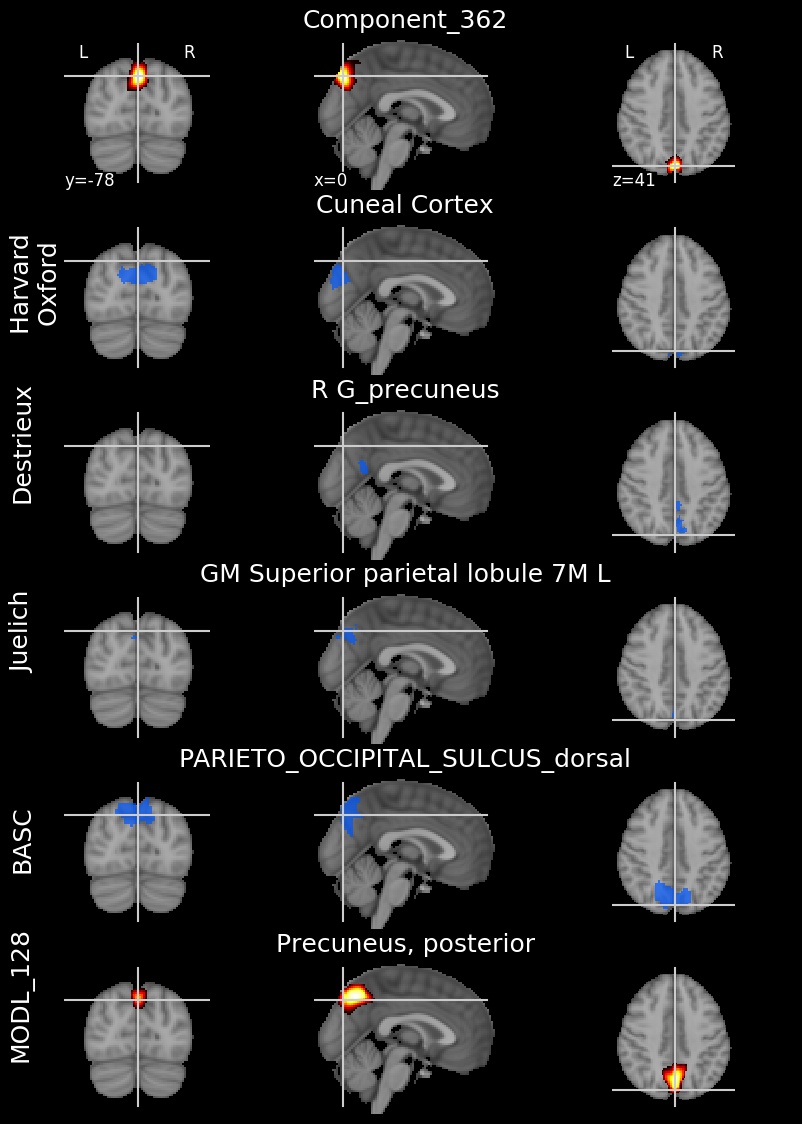 Component_362
L R
L R
y=-78
x=0
z=41
Cuneal Cortex
Harvard
Oxford
R G_precuneus
Destrieux
GM Superior parietal lobule 7M L
Juelich
PARIETO_OCCIPITAL_SULCUS_dorsal
BASC
Precuneus, posterior
MODL_128